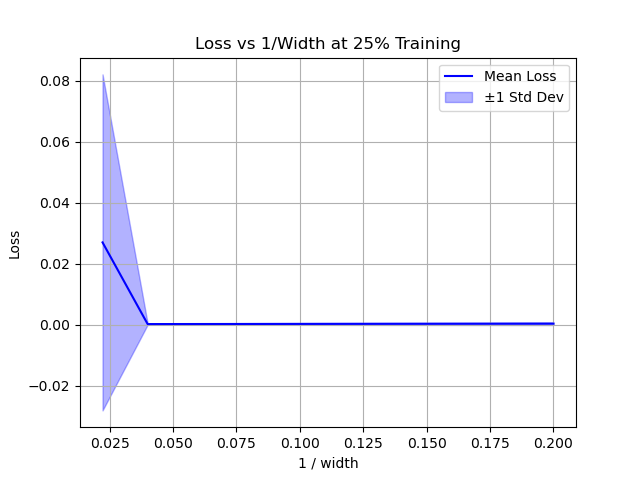 Loss vs 1/Width at 25% Training
Mean Loss
±1 Std Dev
0.08
0.06
0.04
0.02
0.00
−0.02
Loss
0.025 0.050 0.075 0.100 0.125 0.150 0.175 0.200
1 / width